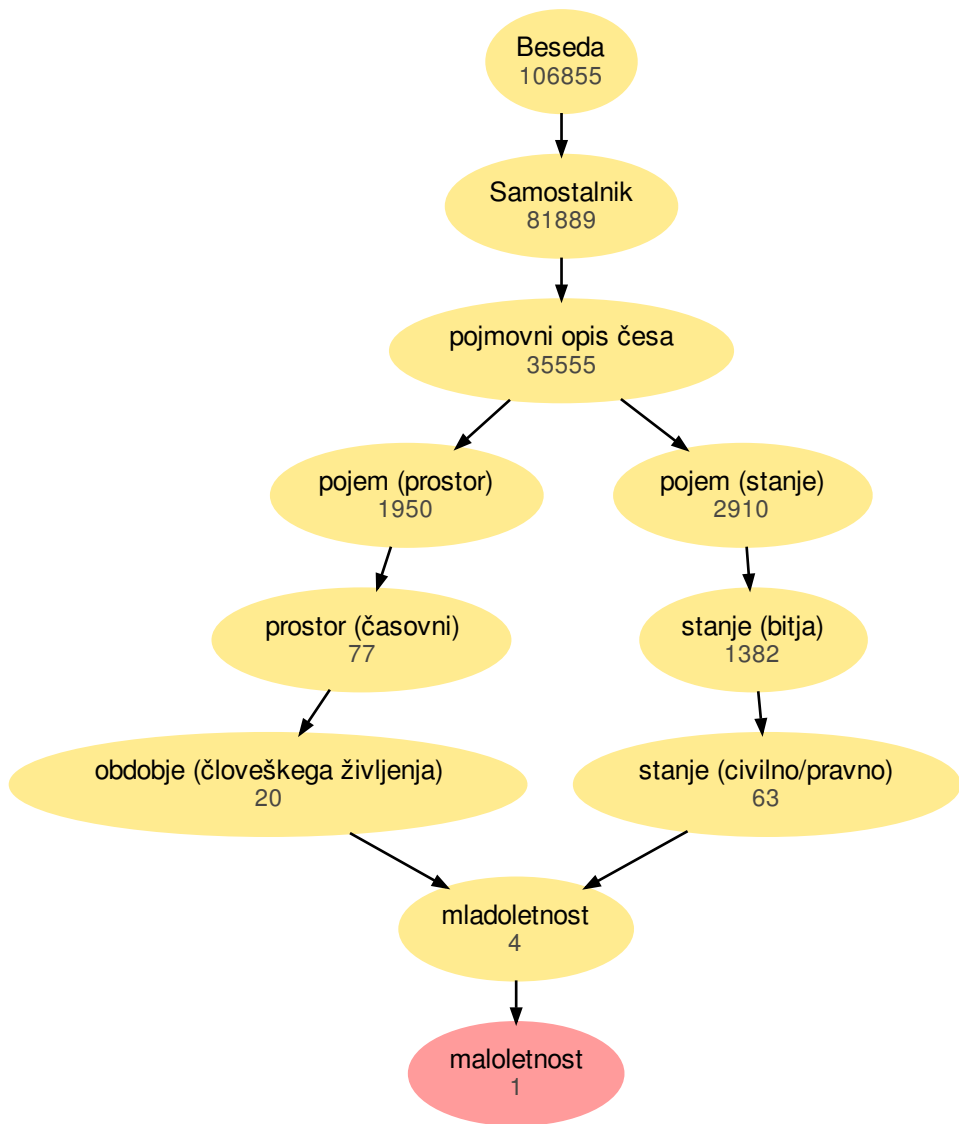 Beseda
106855
Samostalnik
81889
pojmovni opis česa
35555
pojem (prostor)
1950
pojem (stanje)
2910
prostor (časovni)
77
stanje (bitja)
1382
obdobje (človeškega življenja)
20
stanje (civilno/pravno)
63
mladoletnost
4
maloletnost
1